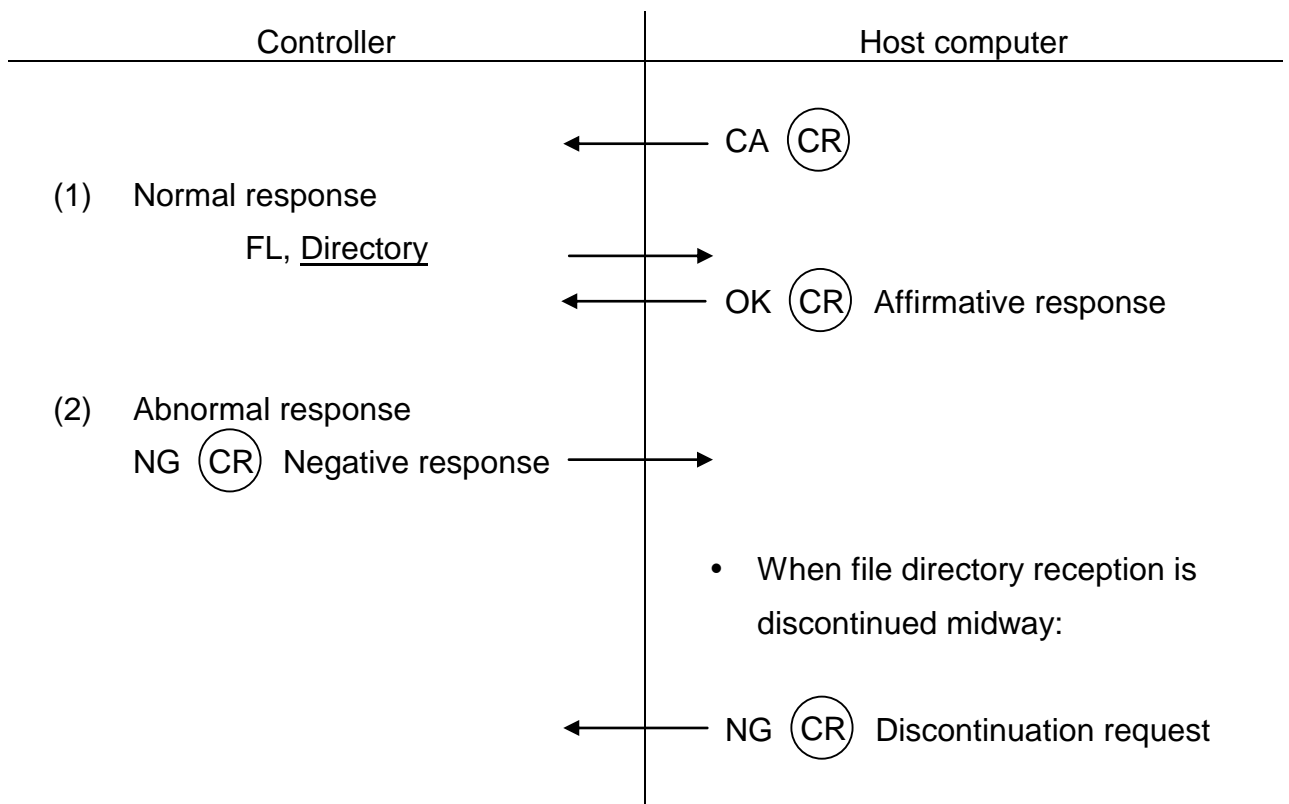 Controller Host computer
CA CR
(1) Normal response
FL, Directory
OK CR Affirmative response
(2) Abnormal response
NG CR Negative response
• When file directory reception is
discontinued midway:
NG CR Discontinuation request